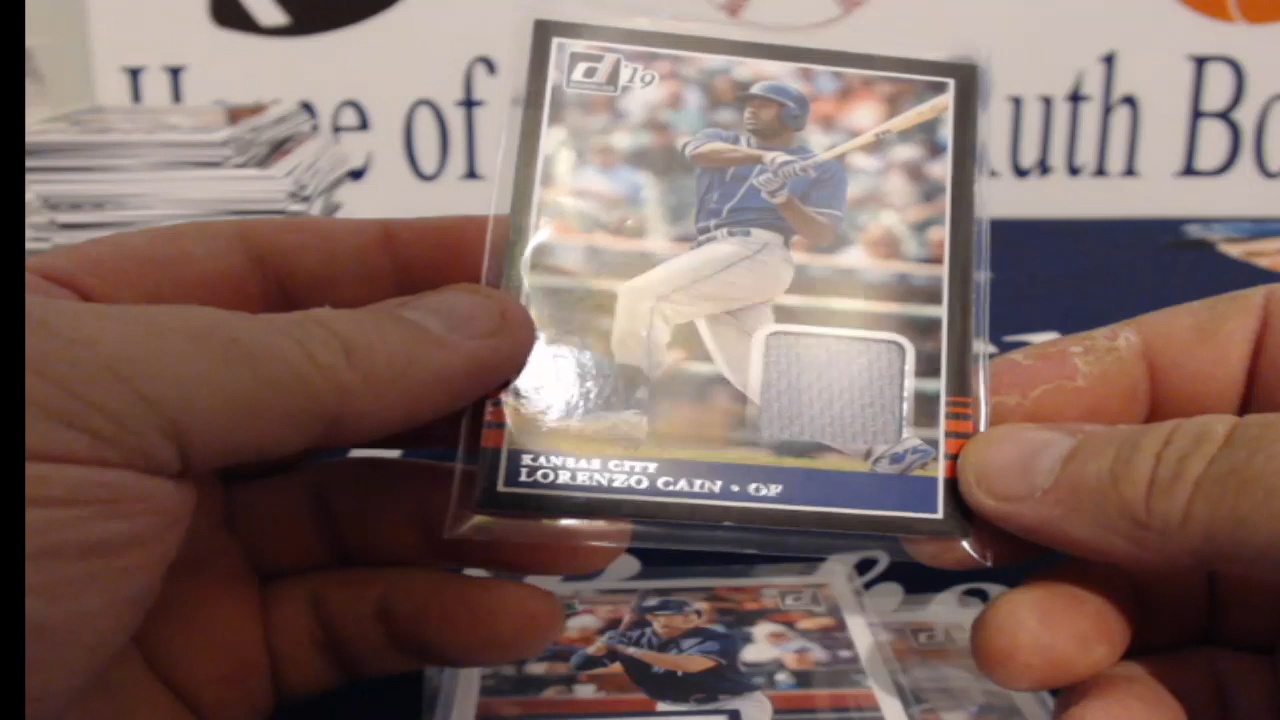 of
uth Bo
d '19
KANSAS CITY
LORENZO CAIN • OF
d
d